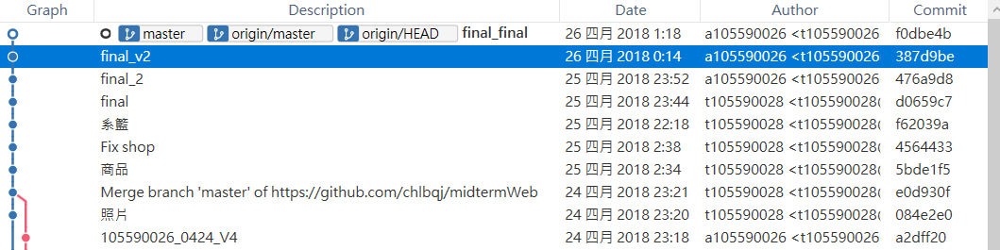 Graph Description Date Author Commit
master origin/master origin/HEAD final_final 26 四月 2018 1:18 a105590026 <t105590026 f0dbe4b
final_v2 26 四月 2018 0:14 a105590026 <t105590026 387d9be
final_2 25 四月 2018 23:52 a105590026 <t105590026 476a9d8
final 25 四月 2018 23:44 t105590028 <t105590028( d0659c7
系籃 25 四月 2018 22:18 t105590028 <t105590028( f62039a
Fix shop 25 四月 2018 2:38 t105590028 <t105590028( 4564433
商品 25 四月 2018 2:34 t105590028 <t105590028( 5bde1f5
Merge branch 'master' of https://github.com/chlbqj/midtermWeb 24 四月 2018 23:21 t105590028 <t105590028( e0d930f
照片 24 四月 2018 23:20 t105590028 <t105590028( 084e2e0
105590026_0424_V4 24 四月 2018 23:18 a105590026 <t105590026 a2dff20